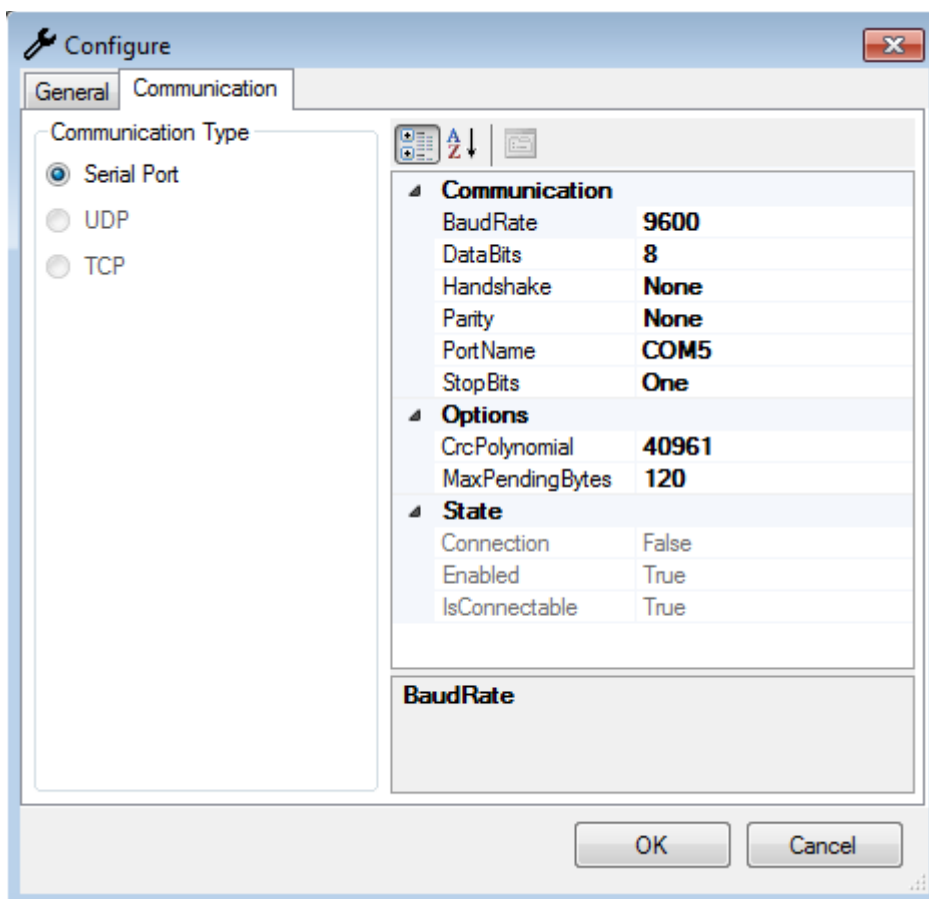 Configure
General Communication
Communication Type
Serial Port
UDP
TCP
Communication
BaudRate 9600
DataBits 8
Handshake None
Parity None
PortName COM5
StopBits One
Options
CrcPolynomial 40961
MaxPendingBytes 120
State
Connection False
Enabled True
IsConnectable True
BaudRate
OK Cancel